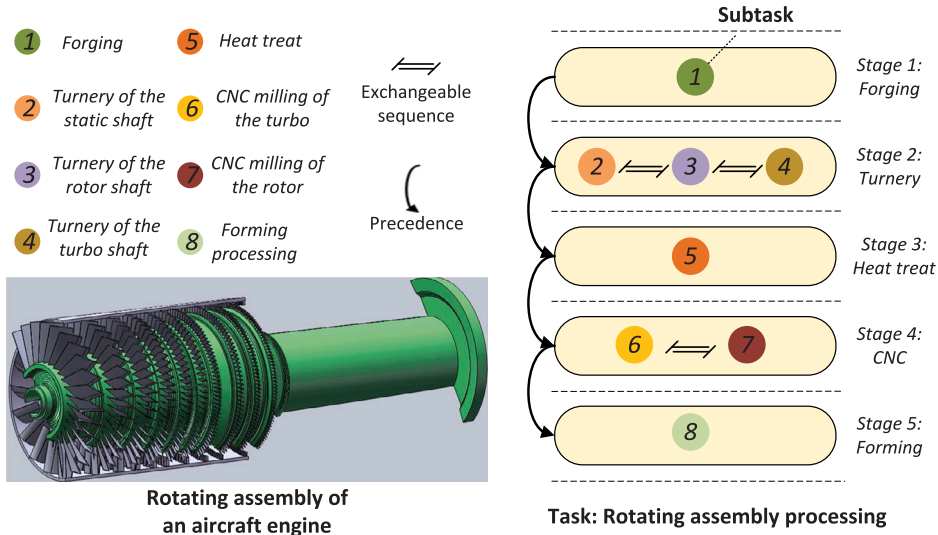 1 Forging
5 Heat treat
2 Turnery of the
static shaft
6 CNC milling of
the turbo
3 Turnery of the
rotor shaft
7 CNC milling of
the rotor
4 Turnery of the
turbo shaft
8 Forming
processing
Exchangeable
sequence
Precedence
Rotating assembly of
an aircraft engine
Subtask
1
Stage 1:
Forging
2 3 4
Stage 2:
Turnery
5
Stage 3:
Heat treat
6 7
Stage 4:
CNC
8
Stage 5:
Forming
Task: Rotating assembly processing